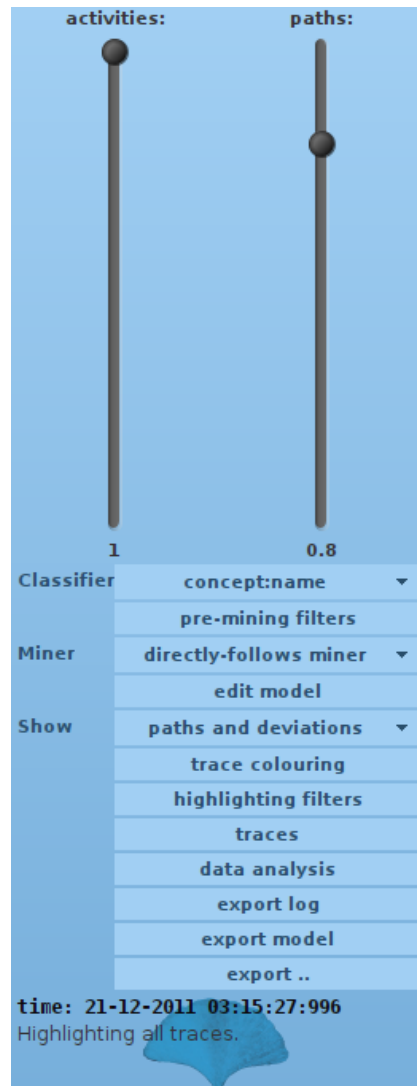 activities: paths:
1 0.8
Classifier concept:name
pre-mining filters
Miner directly-follows miner
edit model
Show paths and deviations
trace colouring
highlighting filters
traces
data analysis
export log
export model
export ..
time: 21-12-2011 03:15:27:996
Highlighting all traces.